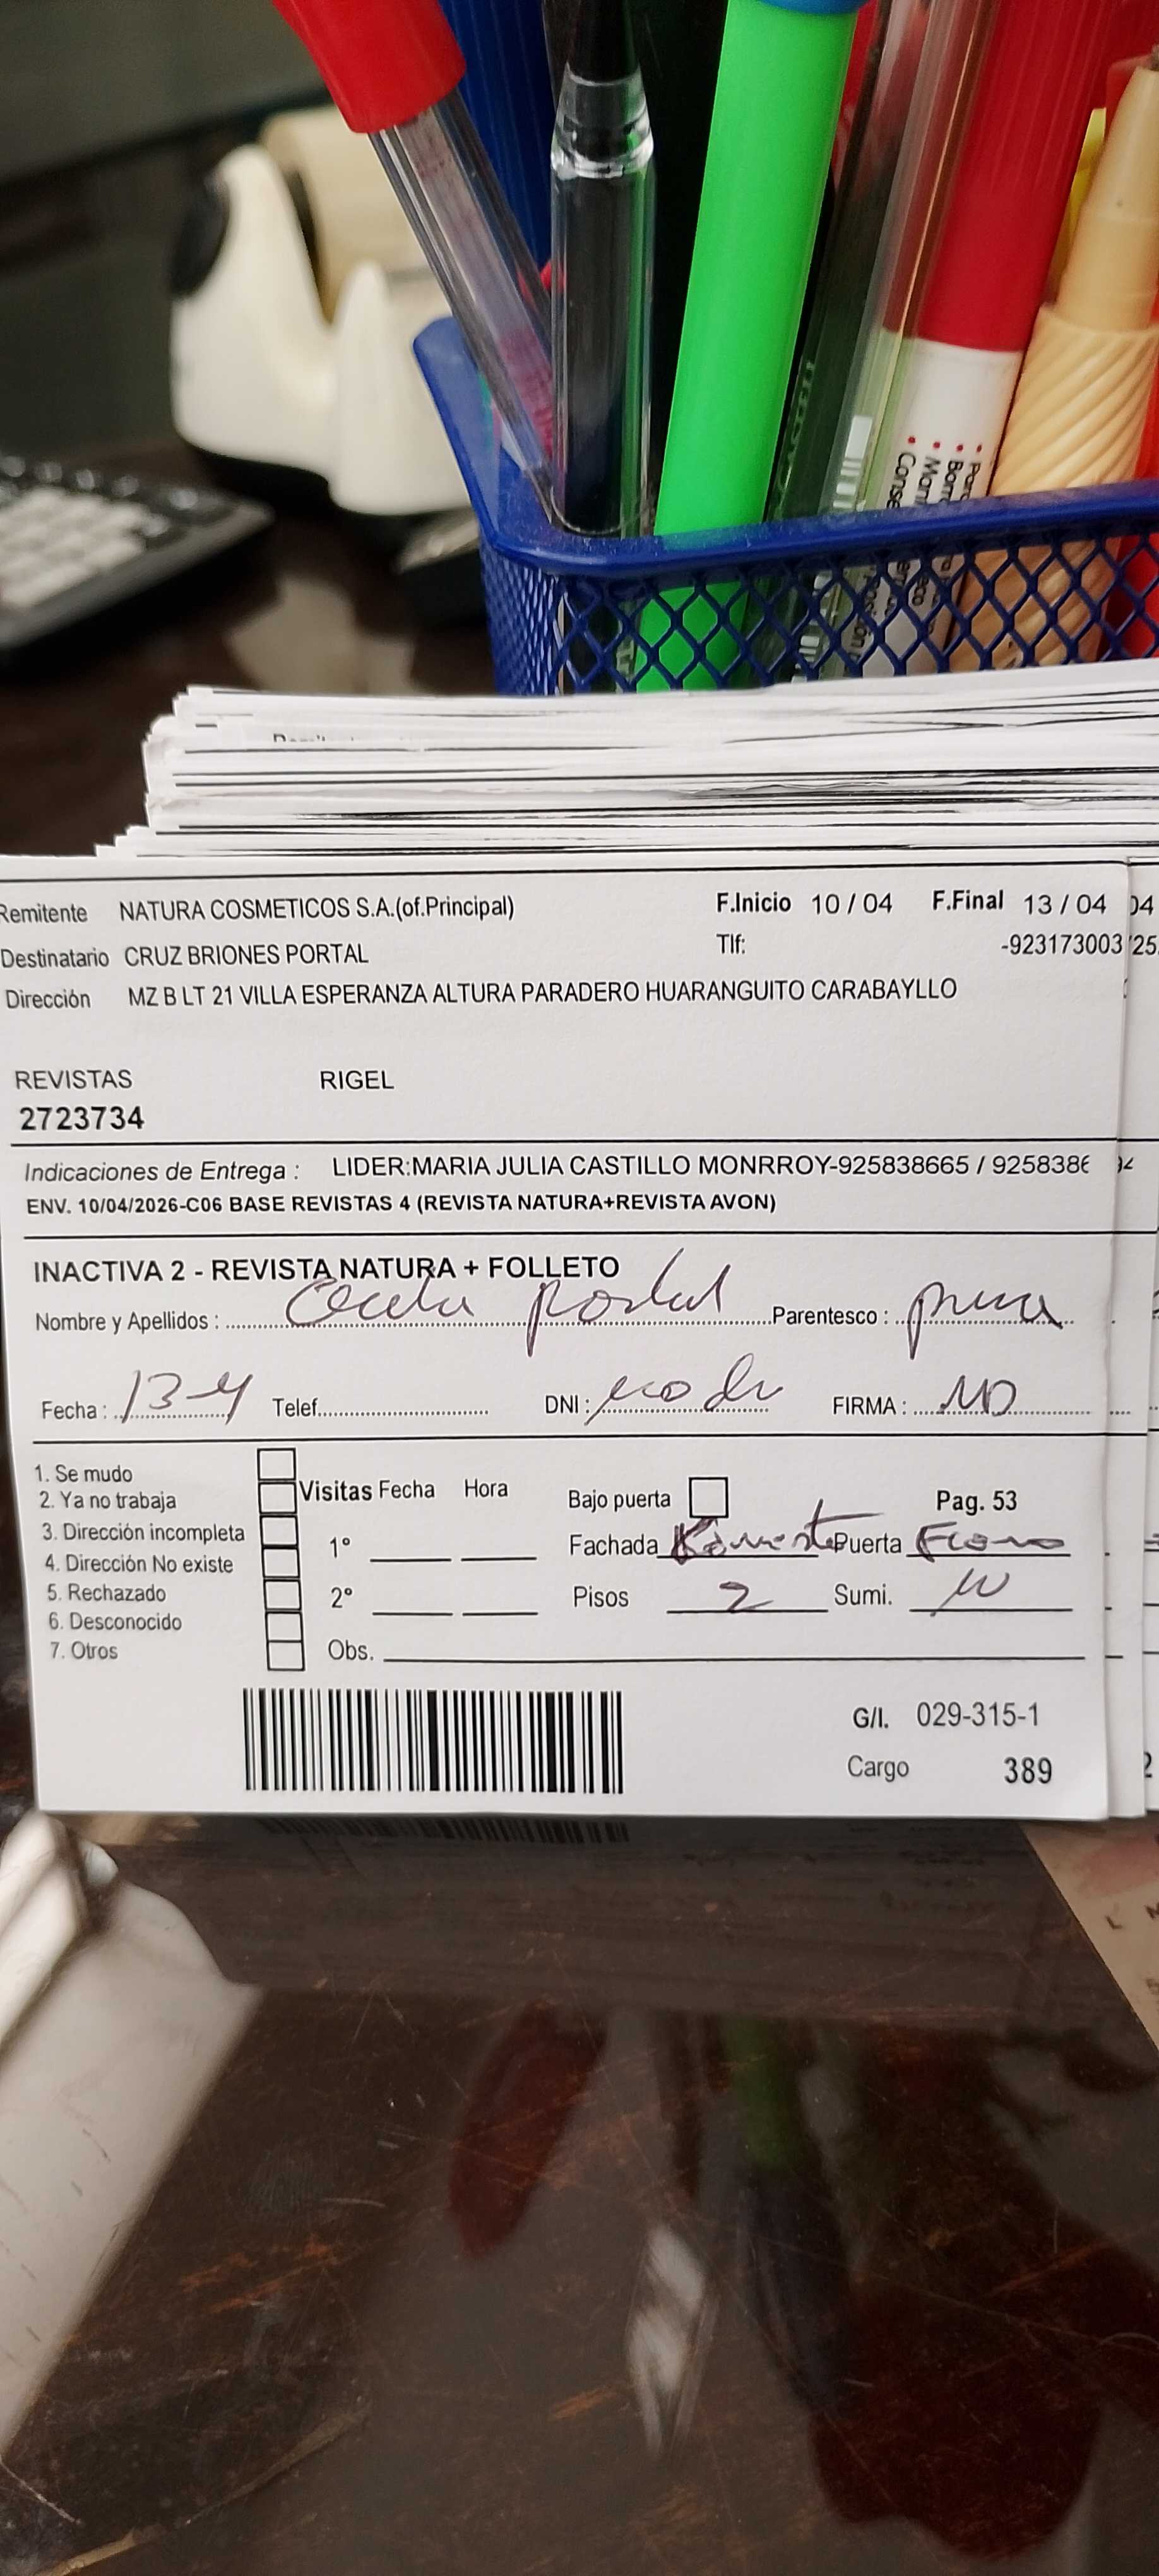 Remitente NATURA COSMETICOS S.A.(of.Principal) F.Inicio 10 / 04 F.Final 13 / 04
Destinatario CRUZ BRIONES PORTAL Tlf: -923173003
Dirección MZ B LT 21 VILLA ESPERANZA ALTURA PARADERO HUARANGUITO CARABAYLLO
REVISTAS RIGEL
2723734
Indicaciones de Entrega : LIDER:MARIA JULIA CASTILLO MONRROY-925838665 / 9258386
ENV. 10/04/2026-C06 BASE REVISTAS 4 (REVISTA NATURA+REVISTA AVON)
INACTIVA 2 - REVISTA NATURA + FOLLETO
Nombre y Apellidos : Portal Parentesco :
Fecha : 13-4 Telef. DNI : FIRMA : NO
1. Se mudo
2. Ya no trabaja Visitas Fecha Hora Bajo puerta Pag. 53
3. Dirección incompleta 1° Fachada Puerta
4. Dirección No existe
5. Rechazado 2° Pisos 2 Sumi.
6. Desconocido
7. Otros Obs.
G/I. 029-315-1
Cargo 389